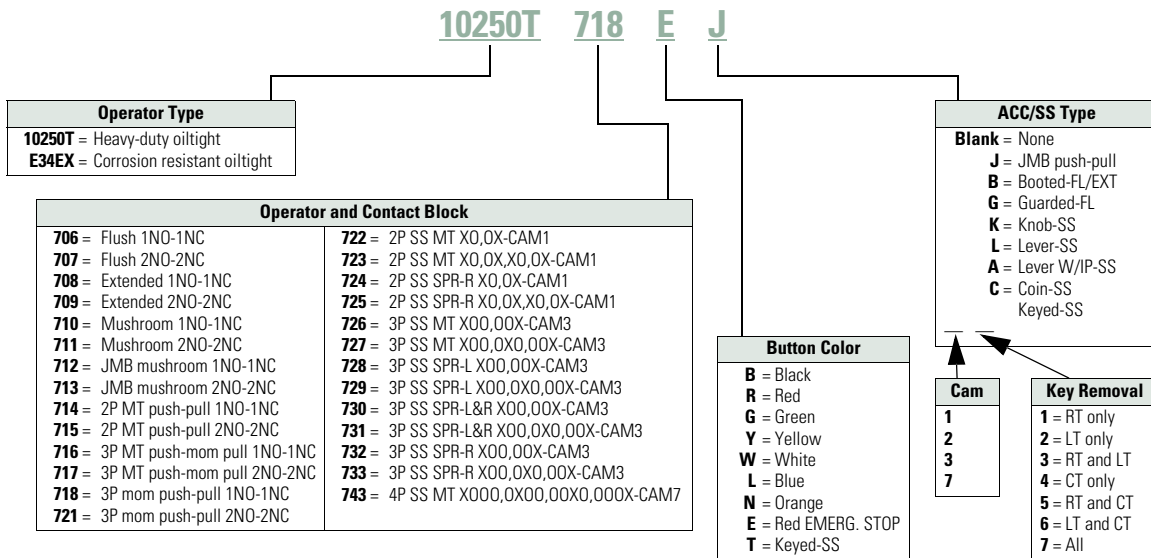 10250T 718 E J
Operator Type
10250T = Heavy-duty oiltight
E34EX = Corrosion resistant oiltight
Operator and Contact Block
706 = Flush 1NO-1NC
707 = Flush 2NO-2NC
708 = Extended 1NO-1NC
709 = Extended 2NO-2NC
710 = Mushroom 1NO-1NC
711 = Mushroom 2NO-2NC
712 = JMB mushroom 1NO-1NC
713 = JMB mushroom 2NO-2NC
714 = 2P MT push-pull 1NO-1NC
715 = 2P MT push-pull 2NO-2NC
716 = 3P MT push-mom pull 1NO-1NC
717 = 3P MT push-mom pull 2NO-2NC
718 = 3P mom push-pull 1NO-1NC
721 = 3P mom push-pull 2NO-2NC
722 = 2P SS MT XO,OX-CAM1
723 = 2P SS MT XO,OX,XO,OX-CAM1
724 = 2P SS SPR-R XO,OX-CAM1
725 = 2P SS SPR-R XO,OX,XO,OX-CAM1
726 = 3P SS MT XOO,OOX-CAM3
727 = 3P SS MT XOO,OXO,OOX-CAM3
728 = 3P SS SPR-L XOO,OOX-CAM3
729 = 3P SS SPR-L XOO,OXO,OOX-CAM3
730 = 3P SS SPR-L&R XOO,OOX-CAM3
731 = 3P SS SPR-L&R XOO,OXO,OOX-CAM3
732 = 3P SS SPR-R XOO,OOX-CAM3
733 = 3P SS SPR-R XOO,OXO,OOX-CAM3
743 = 4P SS MT XOOO,OXOO,OOXO,OOOX-CAM7
Button Color
B = Black
R = Red
G = Green
Y = Yellow
W = White
L = Blue
N = Orange
E = Red EMERG. STOP
T = Keyed-SS
ACC/SS Type
Blank = None
J = JMB push-pull
B = Booted-FL/EXT
G = Guarded-FL
K = Knob-SS
L = Lever-SS
A = Lever W/IP-SS
C = Coin-SS
Keyed-SS
Cam
1
2
3
7
Key Removal
1 = RT only
2 = LT only
3 = RT and LT
4 = CT only
5 = RT and CT
6 = LT and CT
7 = All